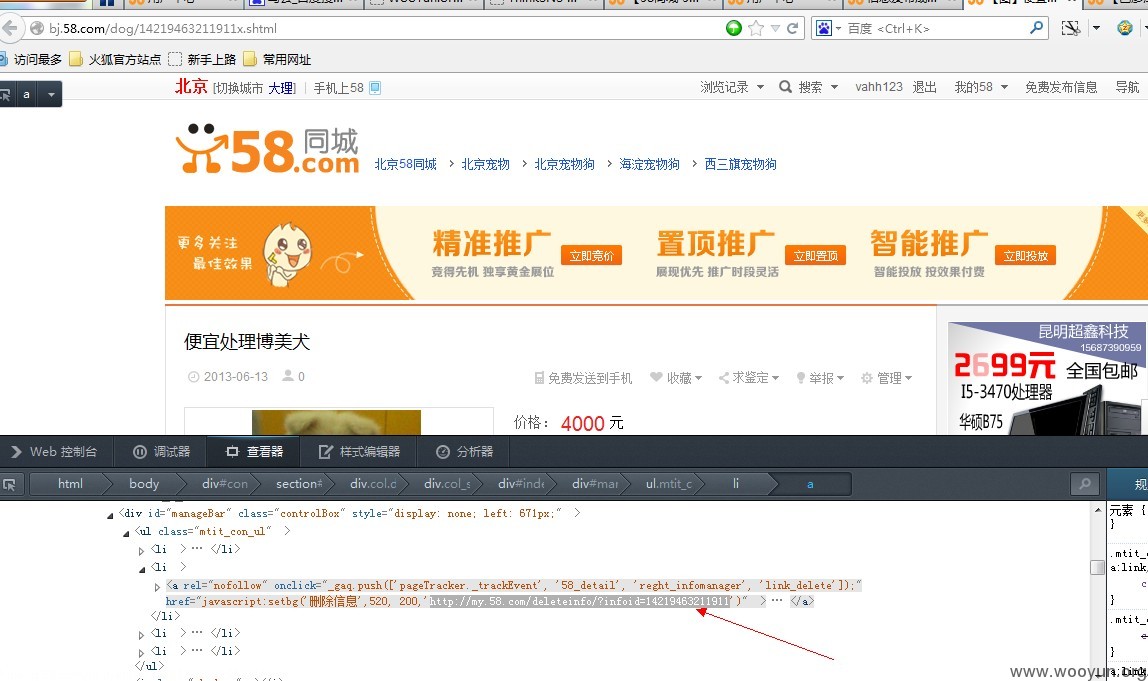 bj.58.com/dog/14219463211911x.shtml
百度 <Ctrl+K>
访问最多 火狐官方站点 新手上路 常用网址
a
北京 [切换城市 大理] 手机上58
浏览记录 搜索 vahh123 退出 我的58 免费发布信息 导航
58同城
.com
北京58同城 > 北京宠物 > 北京宠物狗 > 海淀宠物狗 > 西三旗宠物狗
更多关注
最佳效果
精准推广 立即竞价
竞得先机 独享黄金展位
置顶推广 立即置顶
展现优先 推广时段灵活
智能推广 立即投放
智能投放 按效果付费
便宜处理博美犬
2013-06-13 0
免费发送到手机 收藏 求鉴定 举报 管理
价格： 4000 元
昆明超鑫科技
15687390959
2699元 全国包邮
I5-3470处理器
华硕B75
Web 控制台 调试器 查看器 样式编辑器 分析器
html body div#con section# div.col.d div.col_s div#inde div#mar ul.mtit_c li a
规
<div id="manageBar" class="controlBox" style="display: none; left: 671px;" >
<ul class="mtit_con_ul" >
<li > ··· </li>
<li >
<a rel="nofollow" onclick="_gaq.push(['pageTracker._trackEvent', '58_detail', 'reght_infomanager', 'link_delete']);"
href="javascript:setbg('删除信息',520, 200,'http://my.58.com/deleteinfo/?infoid=14219463211911')" > ··· </a>
</li>
<li > ··· </li>
<li > ··· </li>
</ul>
元素 {
}
.mtit_c
a:link,
c
}
.mtit_c
}
a:link
www.wooyun.org